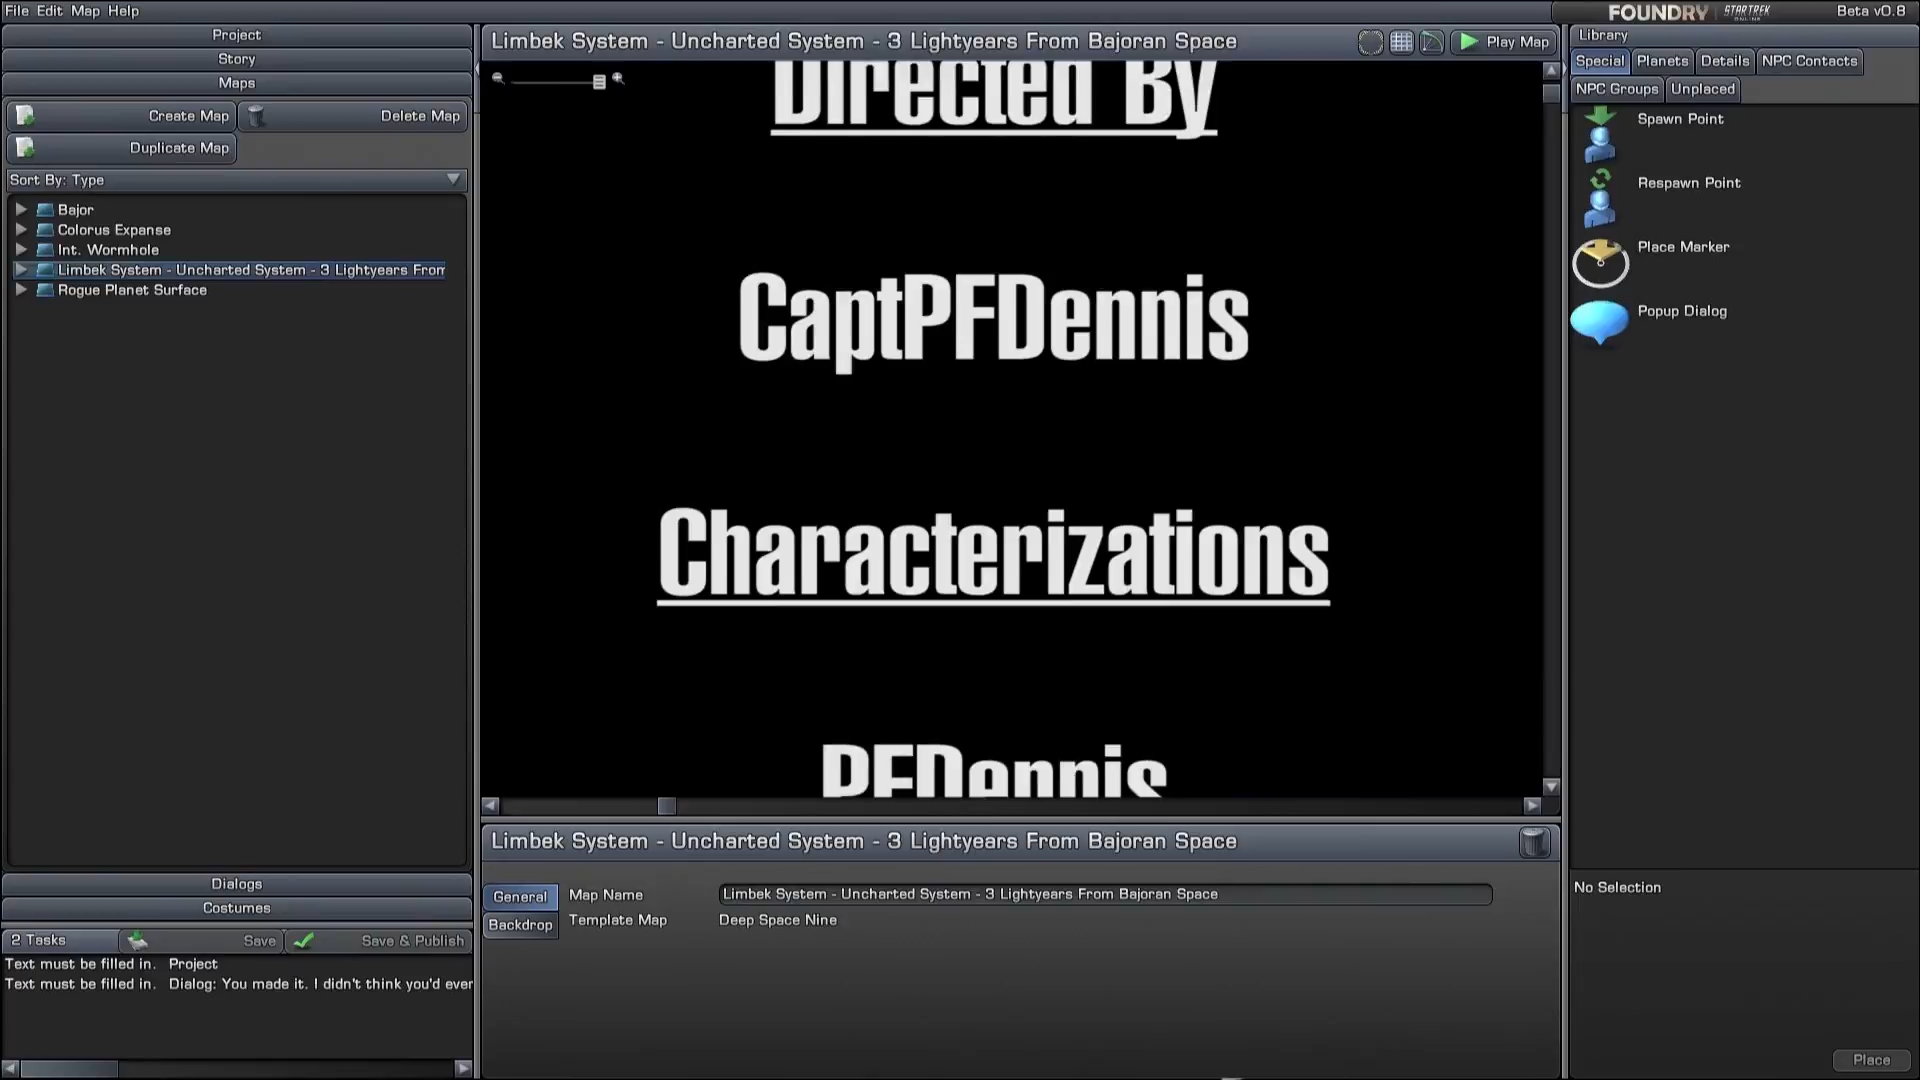 File Edit Map Help
FOUNDRY STAR TREK ONLINE Beta v0.8
Project
Story
Maps
Create Map
Delete Map
Duplicate Map
Sort By: Type
Bajor
Colorus Expanse
Int. Wormhole
Limbek System - Uncharted System - 3 Lightyears From
Rogue Planet Surface
Dialogs
Costumes
2 Tasks
Save
Save & Publish
Text must be filled in. Project
Text must be filled in. Dialog: You made it. I didn't think you'd ever
Limbek System - Uncharted System - 3 Lightyears From Bajoran Space
Play Map
Directed By
CaptPFDennis
Characterizations
PFDennis
Limbek System - Uncharted System - 3 Lightyears From Bajoran Space
General
Backdrop
Map Name
Limbek System - Uncharted System - 3 Lightyears From Bajoran Space
Template Map
Deep Space Nine
Library
Special
Planets
Details
NPC Contacts
NPC Groups
Unplaced
Spawn Point
Respawn Point
Place Marker
Popup Dialog
No Selection
Place